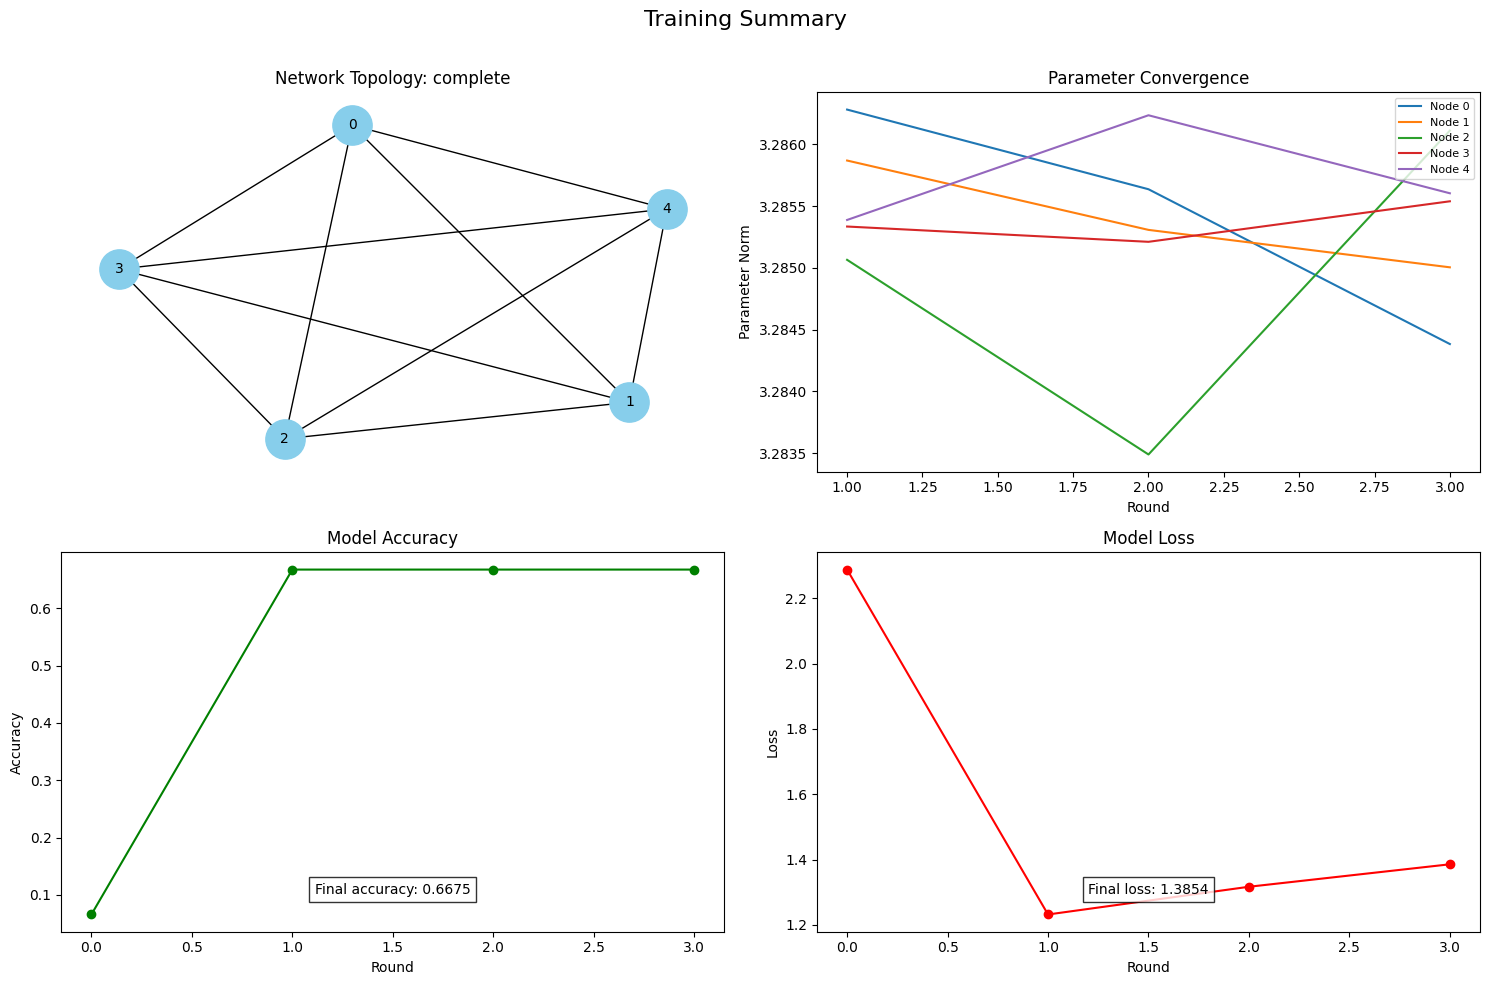 Training Summary
Network Topology: complete
0
4
3
1
2
Parameter Convergence
Node 0
Node 1
Node 2
Node 3
Node 4
3.2860
3.2855
3.2850
3.2845
3.2840
3.2835
Parameter Norm
1.00 1.25 1.50 1.75 2.00 2.25 2.50 2.75 3.00
Round
Model Accuracy
0.6
0.5
0.4
0.3
0.2
0.1
Accuracy
Final accuracy: 0.6675
0.0 0.5 1.0 1.5 2.0 2.5 3.0
Round
Model Loss
2.2
2.0
1.8
1.6
1.4
1.2
Loss
Final loss: 1.3854
0.0 0.5 1.0 1.5 2.0 2.5 3.0
Round